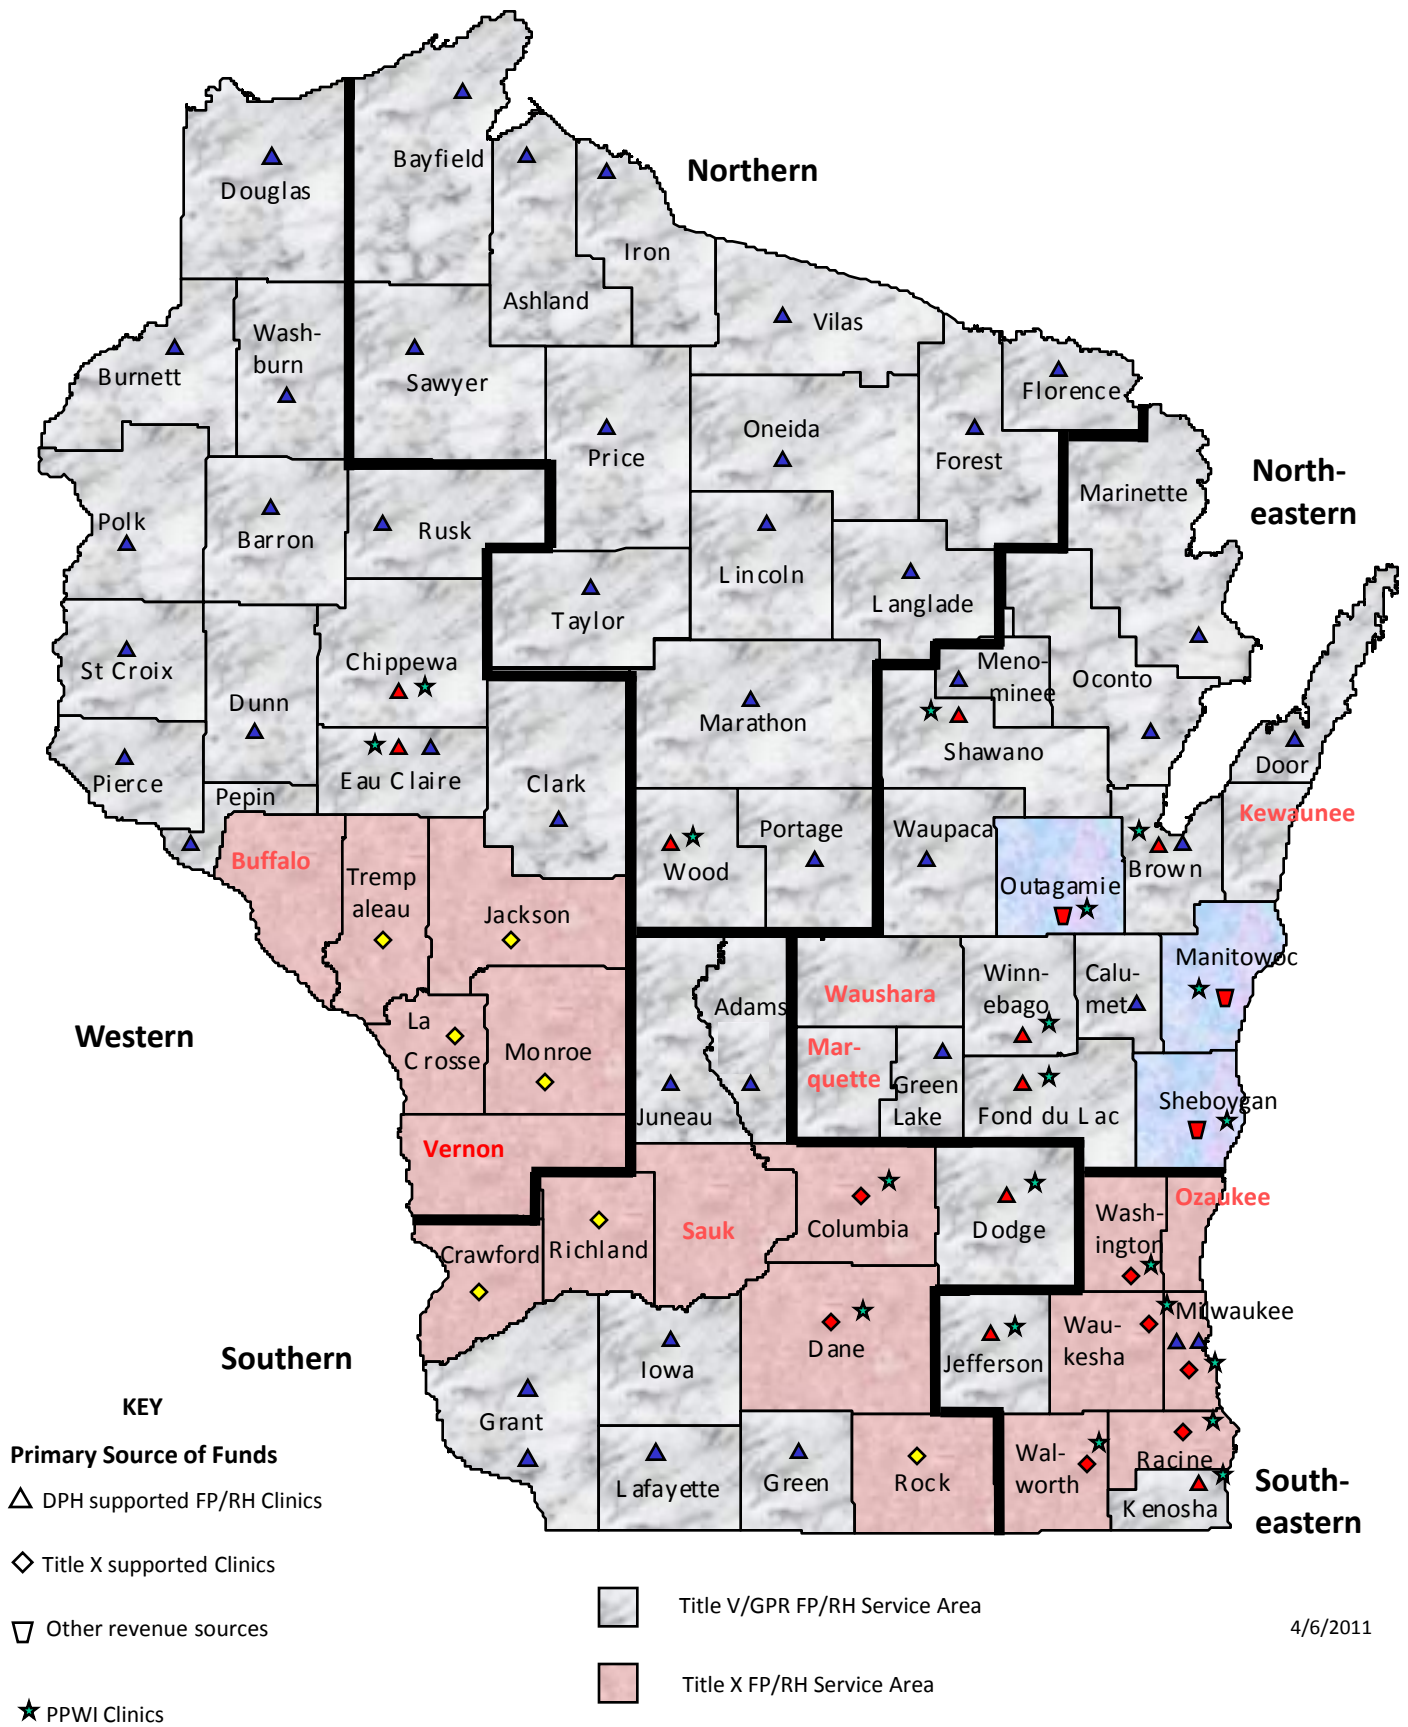 Northern
Bayfield
Douglas
Iron
Ashland
Vilas
Wash-
burn
Burnett
Sawyer
Florence
Oneida
Price
Forest
North-
eastern
Marinette
Polk
Barron
Rusk
Lincoln
Langlade
Taylor
St Croix
Chippewa
Meno-
minee
Oconto
Dunn
Marathon
Shawano
Door
Pierce
Pepin
Eau Claire
Clark
Kewaunee
Buffalo
Tremp
aleau
Wood
Portage
Waupaca
Outagamie
Brown
Jackson
Manitowoc
Western
La
Crosse
Monroe
Adams
Waushara
Winn-
ebago
Calu-
met
Mar-
quette
Green
Lake
Juneau
Fond du Lac
Sheboygan
Vernon
Ozaukee
Sauk
Columbia
Dodge
Wash-
ington
Crawford
Richland
Milwaukee
Southern
Iowa
Dane
Jefferson
Wau-
kesha
Grant
Lafayette
Green
Rock
Wal-
worth
Racine
Kenosha
South-
eastern
KEY
Primary Source of Funds
DPH supported FP/RH Clinics
Title X supported Clinics
Other revenue sources
PPWI Clinics
Title V/GPR FP/RH Service Area
Title X FP/RH Service Area
4/6/2011